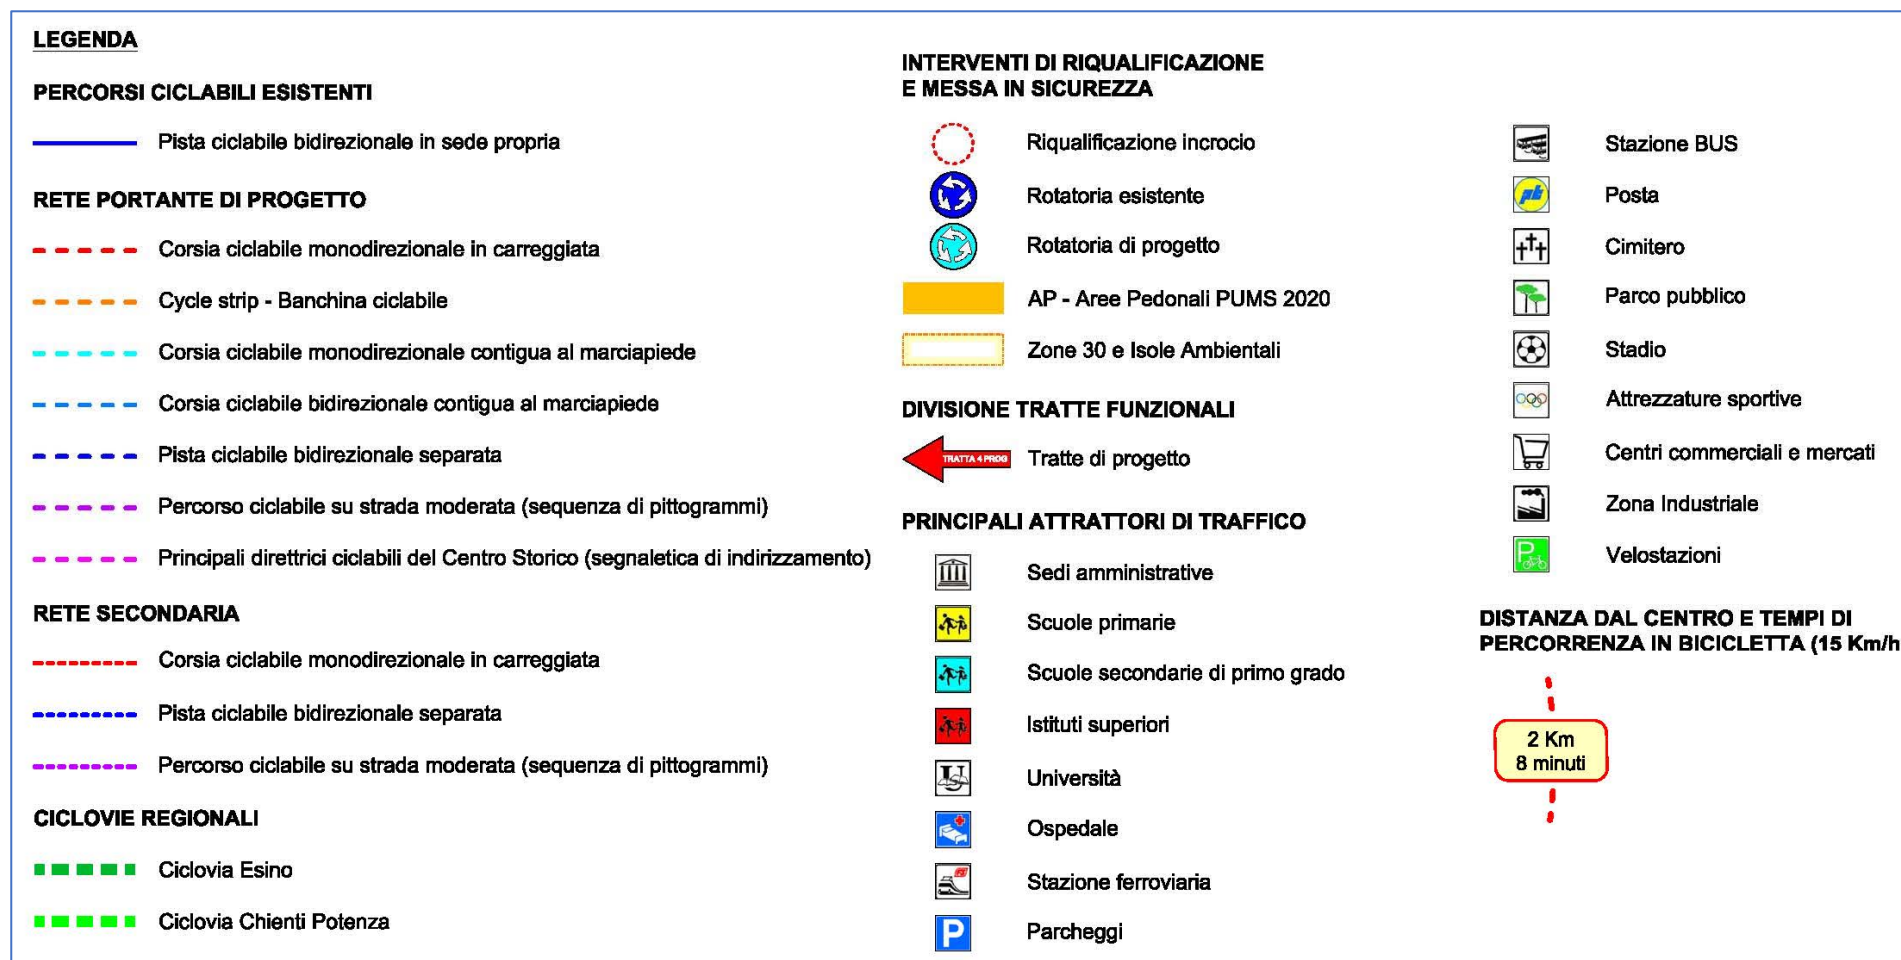 LEGENDA
PERCORSI CICLABILI ESISTENTI
Pista ciclabile bidirezionale in sede propria
RETE PORTANTE DI PROGETTO
Corsia ciclabile monodirezionale in carreggiata
Cycle strip - Banchina ciclabile
Corsia ciclabile monodirezionale contigua al marciapiede
Corsia ciclabile bidirezionale contigua al marciapiede
Pista ciclabile bidirezionale separata
Percorso ciclabile su strada moderata (sequenza di pittogrammi)
Principali direttrici ciclabili del Centro Storico (segnaletica di indirizzamento)
RETE SECONDARIA
Corsia ciclabile monodirezionale in carreggiata
Pista ciclabile bidirezionale separata
Percorso ciclabile su strada moderata (sequenza di pittogrammi)
CICLOVIE REGIONALI
Ciclovia Esino
Ciclovia Chienti Potenza
INTERVENTI DI RIQUALIFICAZIONE
E MESSA IN SICUREZZA
Riqualificazione incrocio
Rotatoria esistente
Rotatoria di progetto
AP - Aree Pedonali PUMS 2020
Zone 30 e Isole Ambientali
DIVISIONE TRATTE FUNZIONALI
TRATTA 4 PROG
Tratte di progetto
PRINCIPALI ATTRATTORI DI TRAFFICO
Sedi amministrative
Scuole primarie
Scuole secondarie di primo grado
Istituti superiori
Università
Ospedale
Stazione ferroviaria
P
Parcheggi
Stazione BUS
pt
Posta
Cimitero
Parco pubblico
Stadio
Attrezzature sportive
Centri commerciali e mercati
Zona Industriale
P
Velostazioni
DISTANZA DAL CENTRO E TEMPI DI
PERCORRENZA IN BICICLETTA (15 Km/h
2 Km
8 minuti